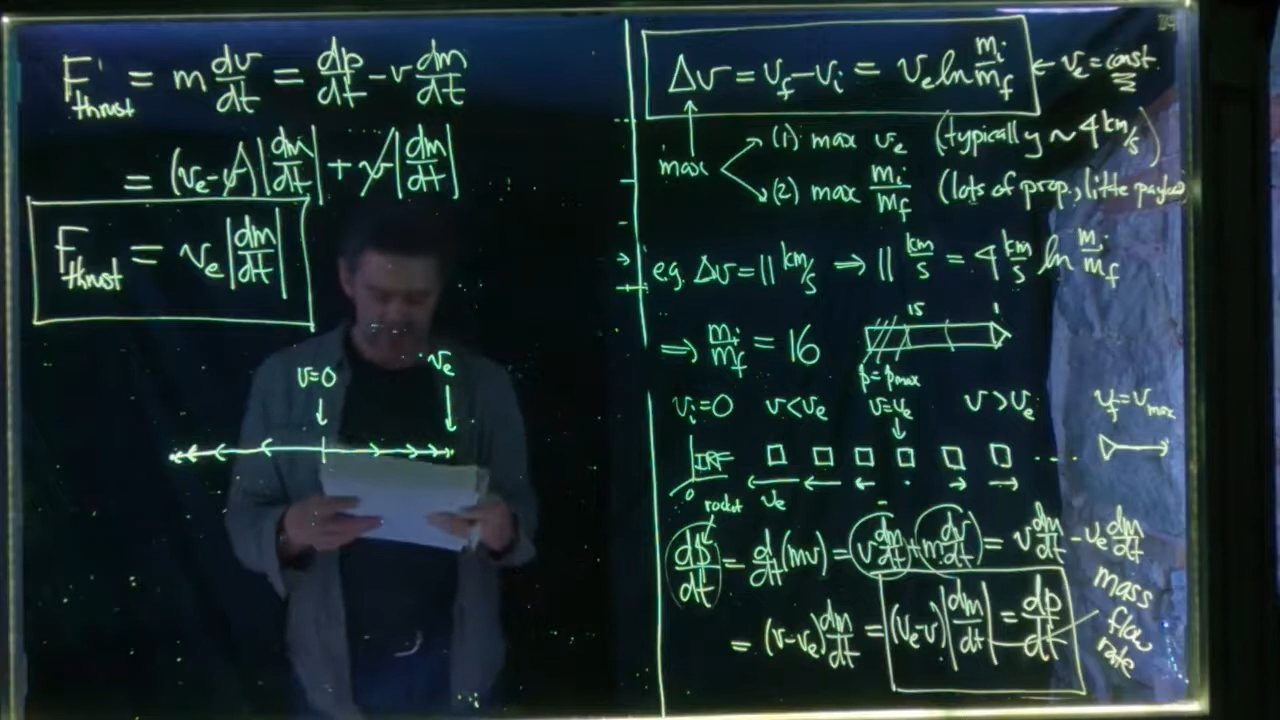 F_thrust = m dv/dt = dp/dt - v dm/dt
= (v_e - v)|dm/dt| + v|dm/dt|
F_thrust = v_e |dm/dt|
v=0
v_e
Δv = v_f - v_i = v_e ln m_i/m_f ← v_e = const.
max
(1) max v_e (typically ~ 4 km/s)
(2) max m_i/m_f (lots of prop., little payload)
e.g. Δv = 11 km/s ⇒ 11 km/s = 4 km/s ln m_i/m_f
⇒ m_i/m_f = 16
15 1
p = p_max
v_i=0 v<v_e v=v_e v>v_e v_f=v_max
IRF
0 v_e
rocket
dp/dt = d/dt(mv) = v dm/dt + m dv/dt = v dm/dt - v_e dm/dt
= (v-v_e) dm/dt = (v_e-v)|dm/dt| = dp/dt
mass
flow
rate